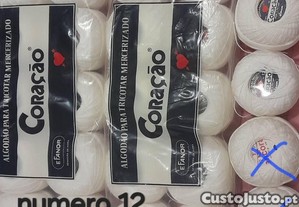 ALGODÃO PARA TRICOTAR MERCERIZADO
CORAÇÃO
ETANOR
ALGODÃO PARA TRICOTAR MERCERIZADO
CORAÇÃO
ETANOR
numero 12
CustoJusto.pt